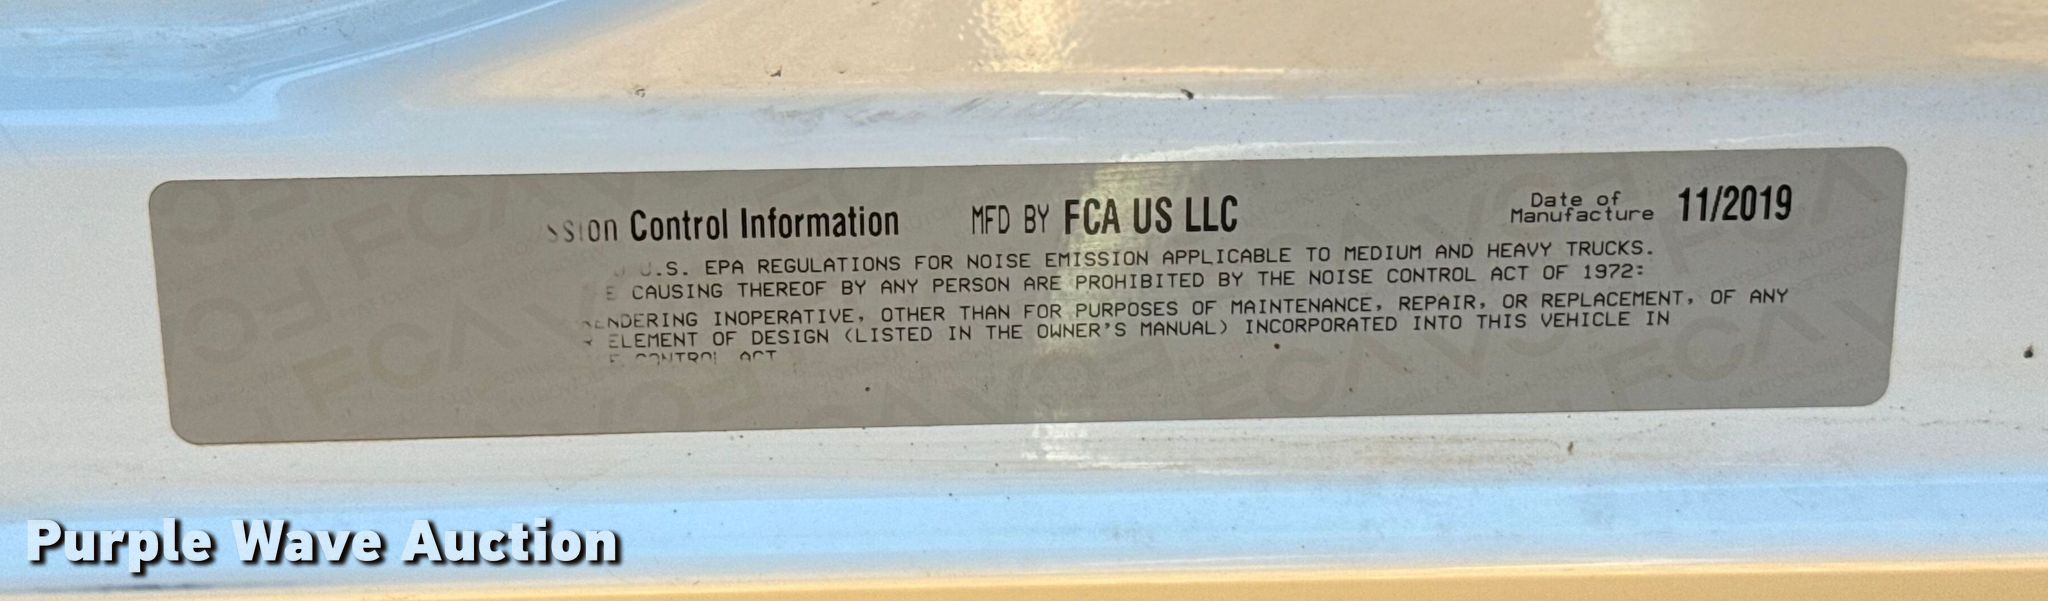 Control Information MFD BY FCA US LLC Date of Manufacture 11/2019
U.S. EPA REGULATIONS FOR NOISE EMISSION APPLICABLE TO MEDIUM AND HEAVY TRUCKS.
CAUSING THEREOF BY ANY PERSON ARE PROHIBITED BY THE NOISE CONTROL ACT OF 1972:
RENDERING INOPERATIVE, OTHER THAN FOR PURPOSES OF MAINTENANCE, REPAIR, OR REPLACEMENT, OF ANY
ELEMENT OF DESIGN (LISTED IN THE OWNER'S MANUAL) INCORPORATED INTO THIS VEHICLE IN
CONTROL ACT
Purple Wave Auction